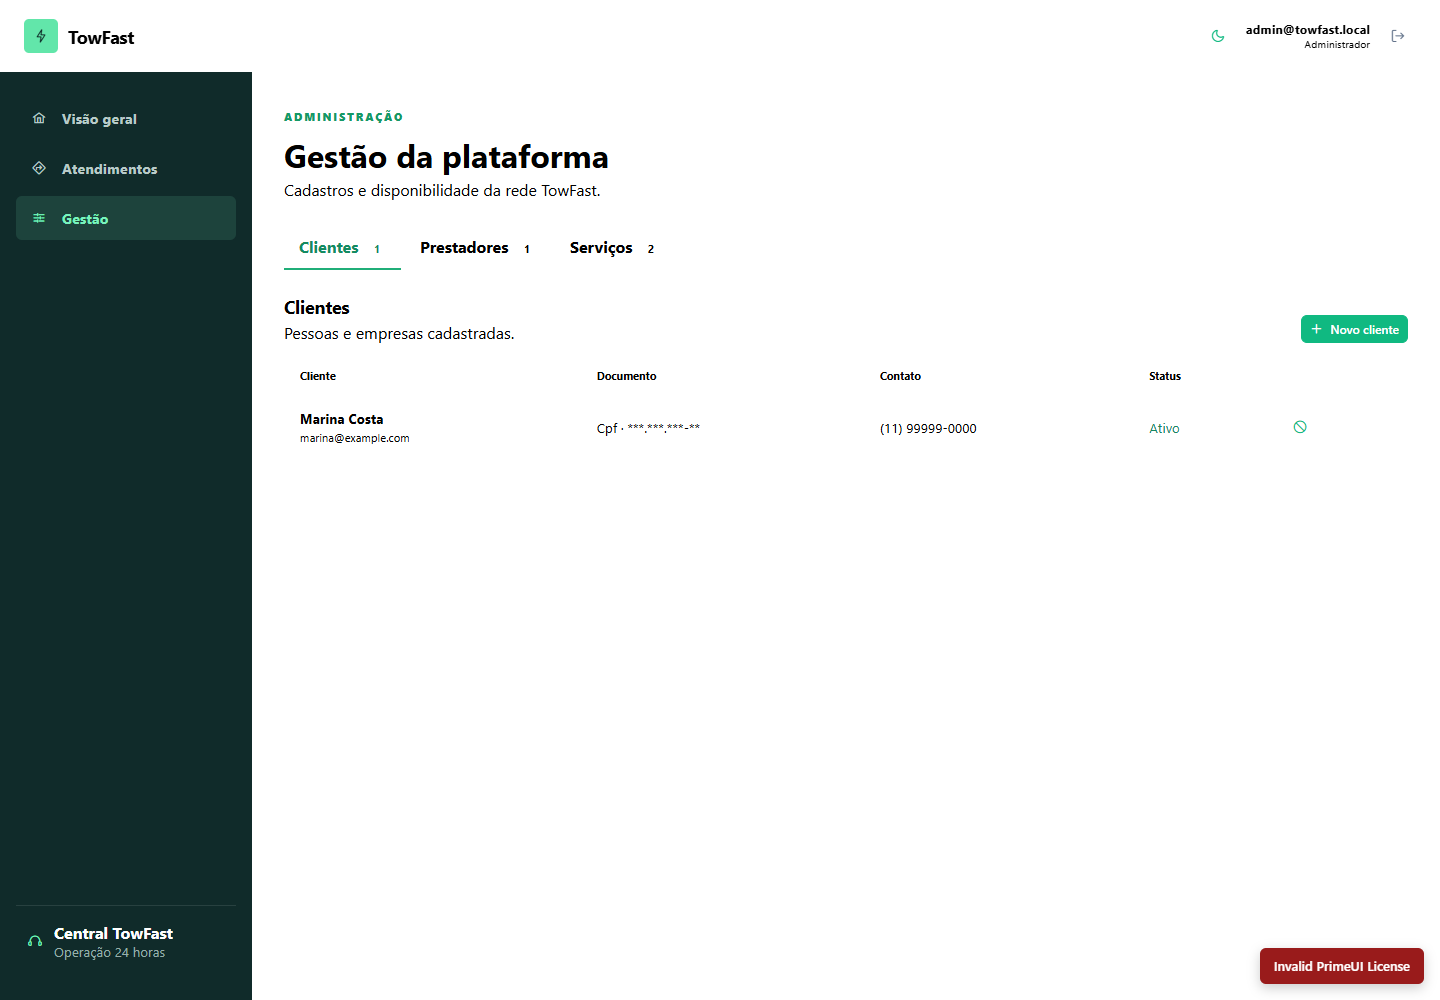 TowFast
admin@towfast.local
Administrador
Visão geral
Atendimentos
Gestão
ADMINISTRAÇÃO
Gestão da plataforma
Cadastros e disponibilidade da rede TowFast.
Clientes 1 Prestadores 1 Serviços 2
Clientes
Pessoas e empresas cadastradas.
Novo cliente
Cliente Documento Contato Status
Marina Costa
marina@example.com
Cpf · ***.***.***-** (11) 99999-0000 Ativo
Central TowFast
Operação 24 horas
Invalid PrimeUI License